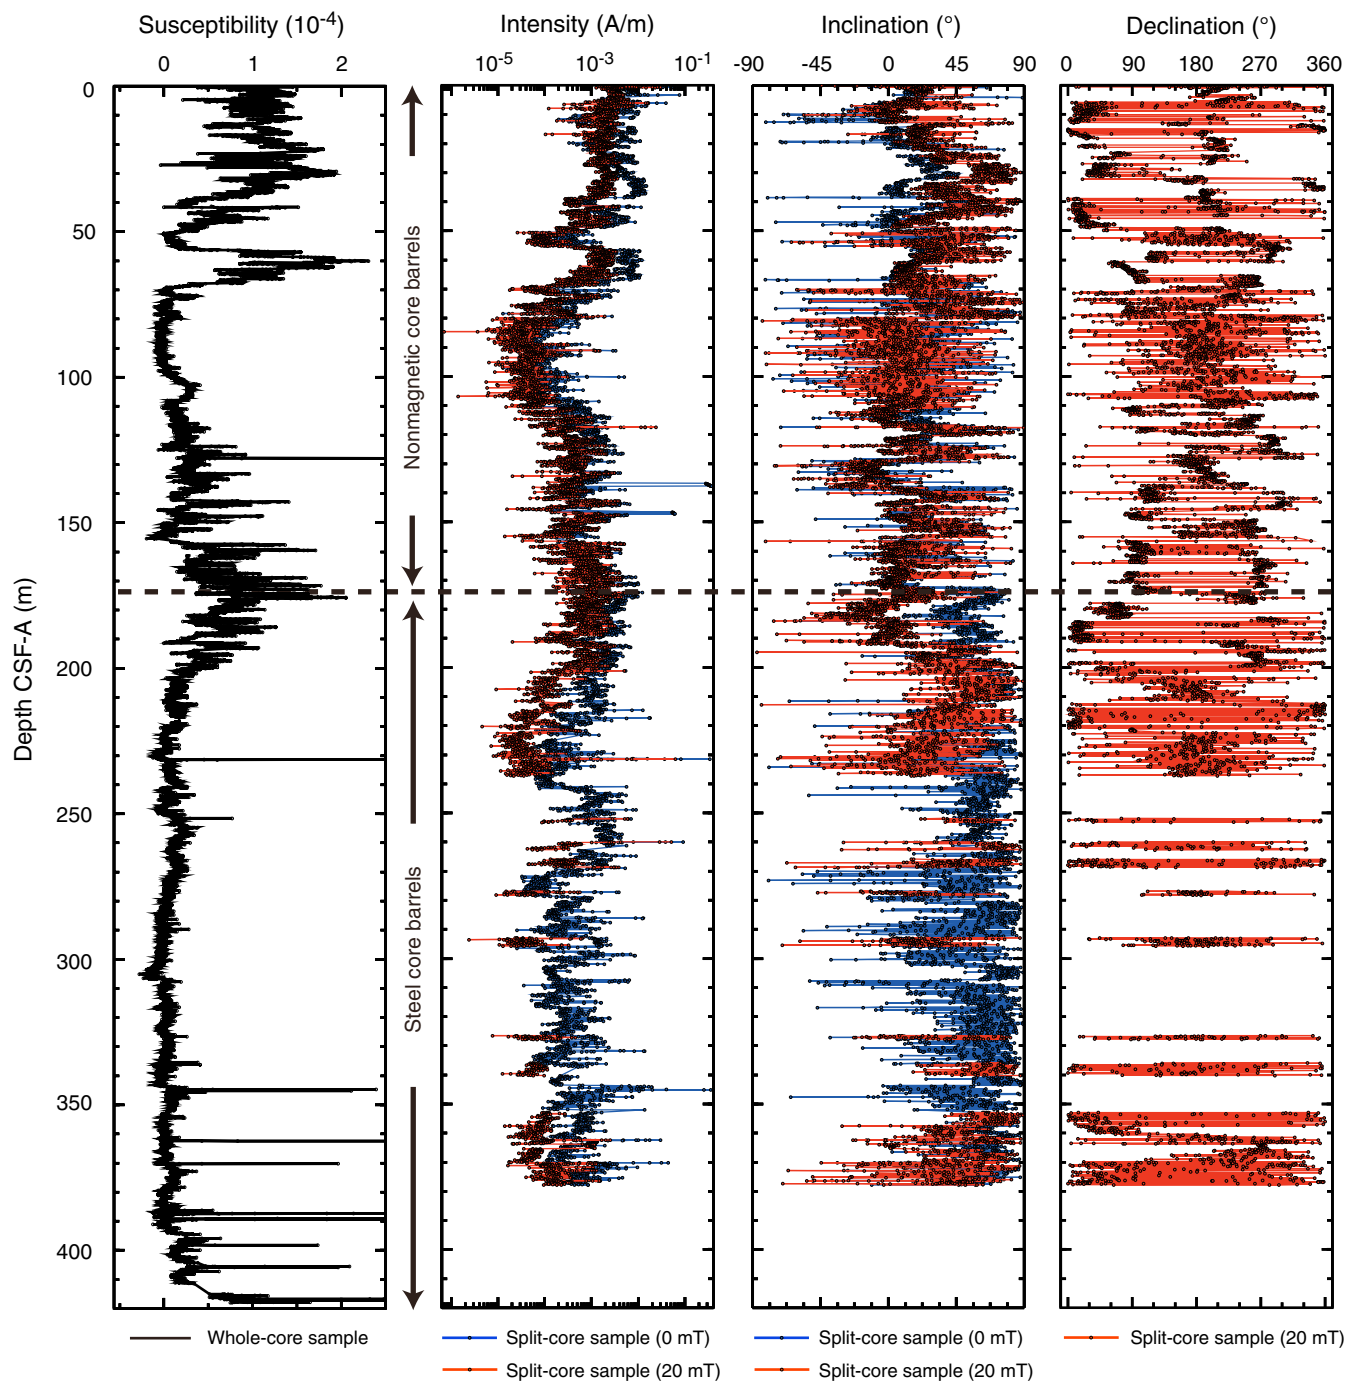 Susceptibility (10-4)
Intensity (A/m)
Inclination (°)
Declination (°)
0 1 2
10-5 10-3 10-1
-90 -45 0 45 90
0 90 180 270 360
0
50
100
150
200
250
300
350
400
Depth CSF-A (m)
Nonmagnetic core barrels
Steel core barrels
Whole-core sample
Split-core sample (0 mT)
Split-core sample (20 mT)
Split-core sample (0 mT)
Split-core sample (20 mT)
Split-core sample (20 mT)